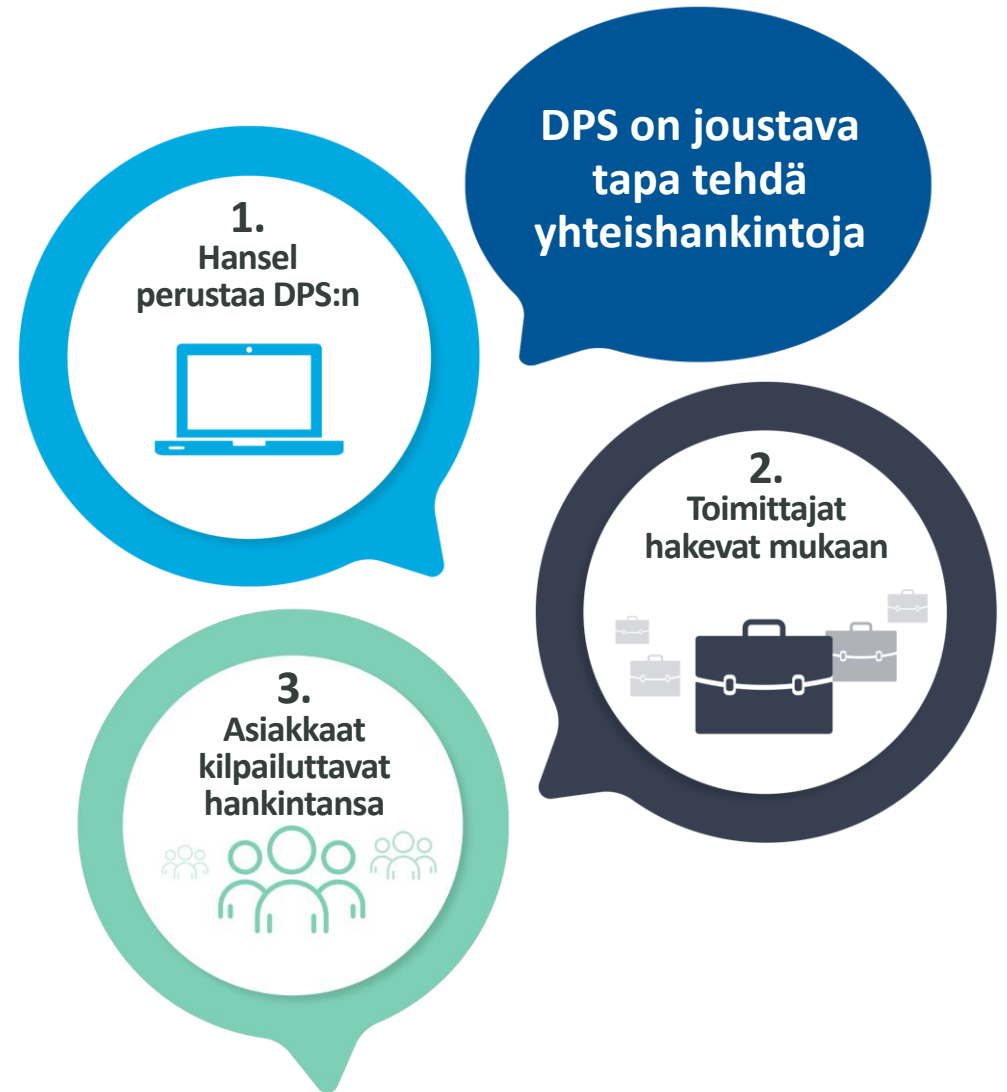 DPS on joustava
tapa tehdä
yhteishankintoja
1.
Hansel
perustaa DPS:n
2.
Toimittajat
hakevat mukaan
3.
Asiakkaat
kilpailuttavat
hankintansa